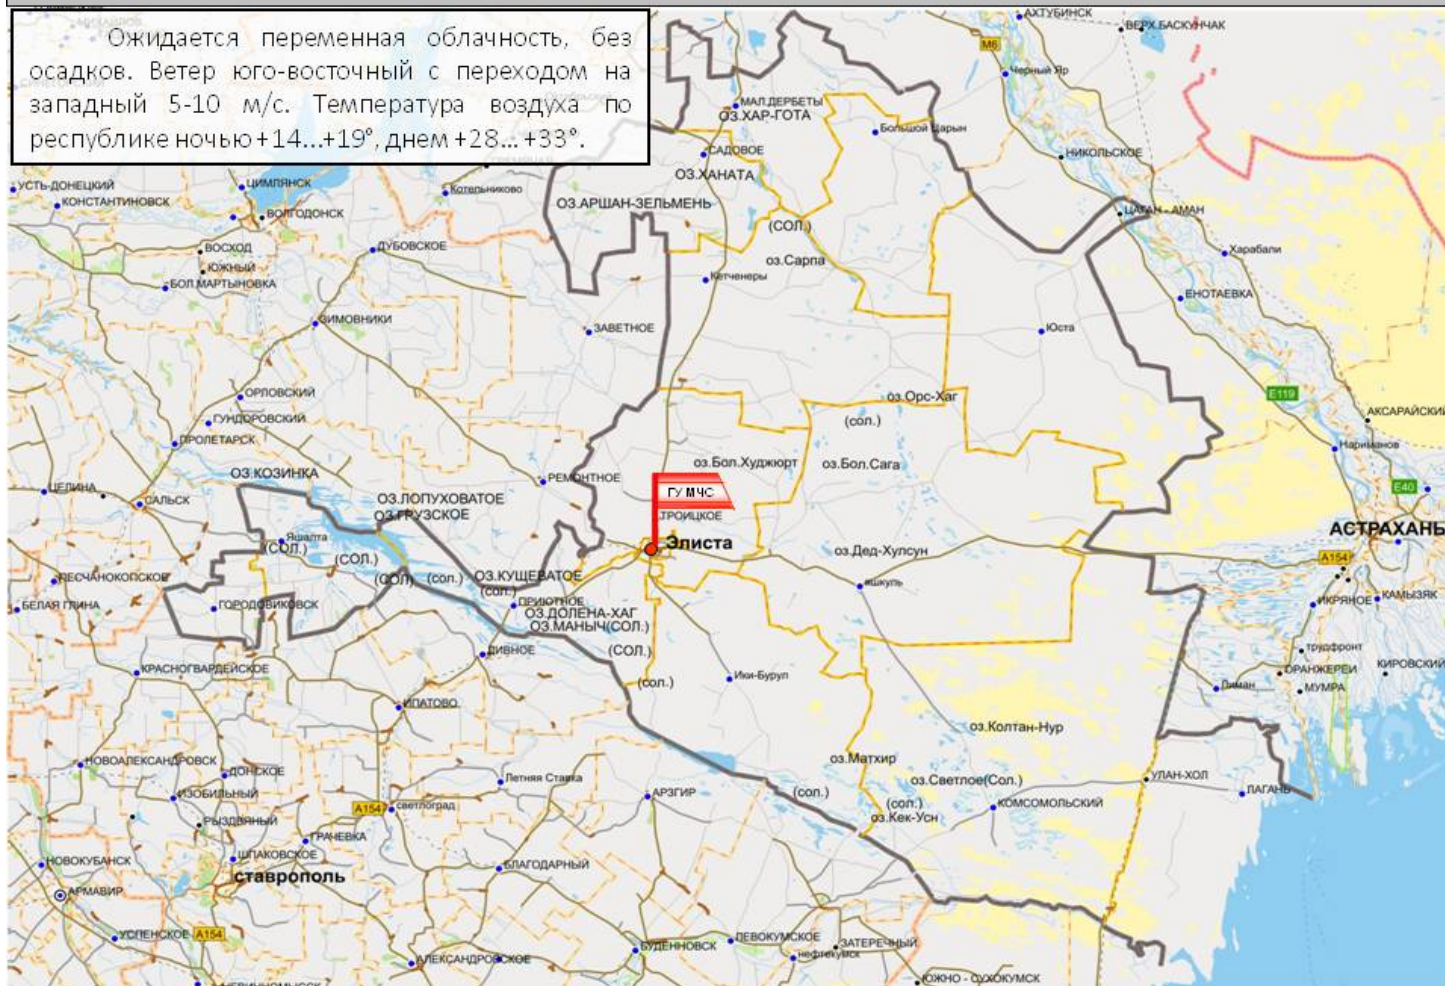 Ожидается переменная облачность, без
осадков. Ветер юго-восточный с переходом на
западный 5-10 м/с. Температура воздуха по
республике ночью +14...+19°, днем +28... +33°.
АХТУБИНСК
ВЕРХ.БАСКУНЧАК
М6
Черный Яр
МАЛ.ДЕРБЕТЫ
ОЗ.ХАР-ГОТА
Большой Царын
САДОВОЕ
НИКОЛЬСКОЕ
ОЗ.ХАНАТА
УСТЬ-ДОНЕЦКИЙ
ЦИМЛЯНСК
Котельниково
КОНСТАНТИНОВСК
ВОЛГОДОНСК
ОЗ.АРШАН-ЗЕЛЬМЕНЬ
ЦАГАН - АМАН
(СОЛ.)
ВОСХОД
ДУБОВСКОЕ
оз.Сарпа
Харабали
ЮЖНЫЙ
БОЛ.МАРТЫНОВКА
Кетченеры
ЕНОТАЕВКА
ЗИМОВНИКИ
ЗАВЕТНОЕ
Юста
ОРЛОВСКИЙ
оз.Орс-Хаг
Е119
ГУНДОРОВСКИЙ
(сол.)
АКСАРАЙСКИЙ
ПРОЛЕТАРСК
Нариманов
оз.Бол.Худжюрт
оз.Бол.Сага
ОЗ.КОЗИНКА
РЕМОНТНОЕ
ЦЕЛИНА
Е40
САЛЬСК
ОЗ.ЛОПУХОВАТОЕ
ГУ МЧС
ОЗ.ГРУЗСКОЕ
ТРОИЦКОЕ
АСТРАХАНЬ
Яшалта
Элиста
(СОЛ.)
(СОЛ.)
оз.Дед-Хулсун
А154
ПЕСЧАНОКОПСКОЕ
(СОЛ)
(сол.)
ОЗ.КУЩЕВАТОЕ
яшкуль
(сол.)
БЕЛАЯ ГЛИНА
ГОРОДОВИКОВСК
ПРИЮТНОЕ
ИКРЯНОЕ
КАМЫЗЯК
ОЗ.ДОЛЕНА-ХАГ
ОЗ.МАНЫЧ(СОЛ.)
ДИВНОЕ
(СОЛ.)
трудфронт
КРАСНОГВАРДЕЙСКОЕ
ОРАНЖЕРЕИ
КИРОВСКИЙ
(сол.)
Ики-Бурул
Лиман
МУМРА
ИПАТОВО
оз.Колтан-Нур
НОВОАЛЕКСАНДРОВСК
оз.Матхир
ДОНСКОЕ
Летняя Ставка
оз.Светлое(Сол.)
УЛАН-ХОЛ
ИЗОБИЛЬНЫЙ
АРЗГИР
(сол.)
ЛАГАНЬ
А154
светлоград
(сол.)
КОМСОМОЛЬСКИЙ
РЫЗДВЯНЫЙ
оз.Кек-Усн
ГРАЧЕВКА
НОВОКУБАНСК
ШПАКОВСКОЕ
БЛАГОДАРНЫЙ
ставрополь
АРМАВИР
УСПЕНСКОЕ
А154
БУДЕННОВСК
ЛЕВОКУМСКОЕ
ЗАТЕРЕЧНЫЙ
АЛЕКСАНДРОВСКОЕ
нефтекумск
ЮЖНО - СУХОКУМСК